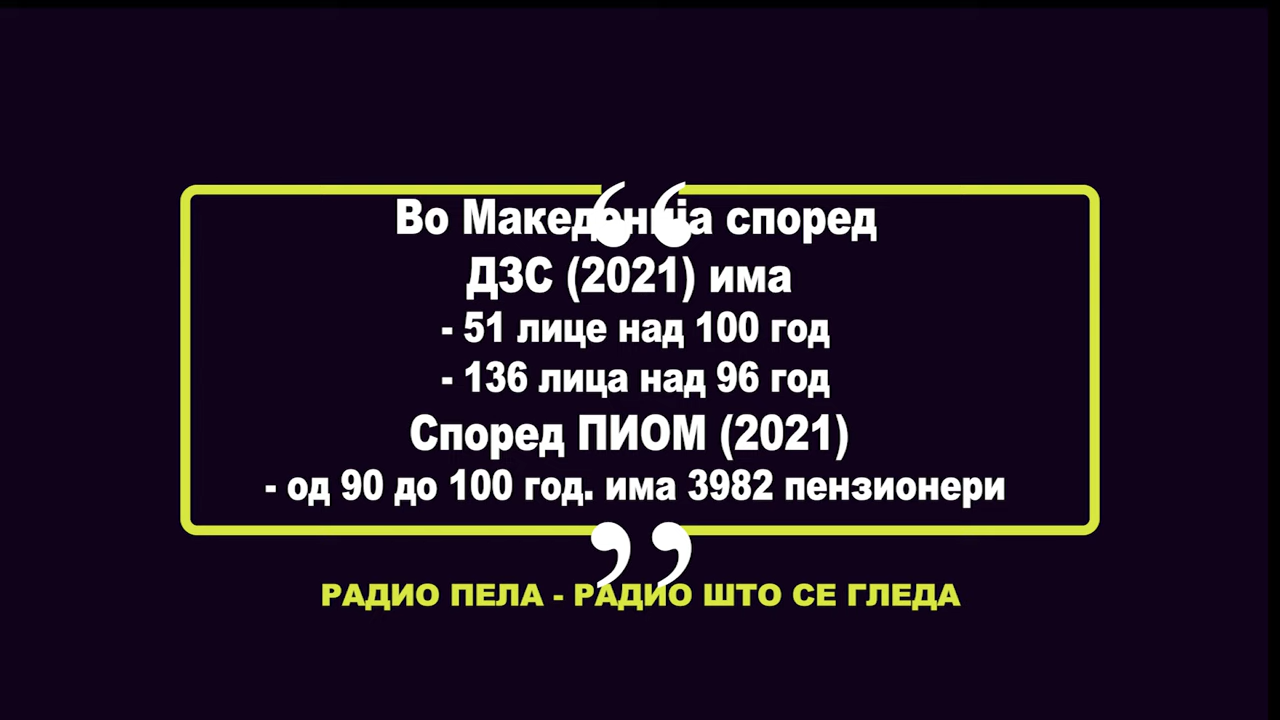 Во Македонија според
ДЗС (2021) има
- 51 лице над 100 год
- 136 лица над 96 год
Според ПИОМ (2021)
- од 90 до 100 год. има 3982 пензионери
РАДИО ПЕЛА - РАДИО ШТО СЕ ГЛЕДА